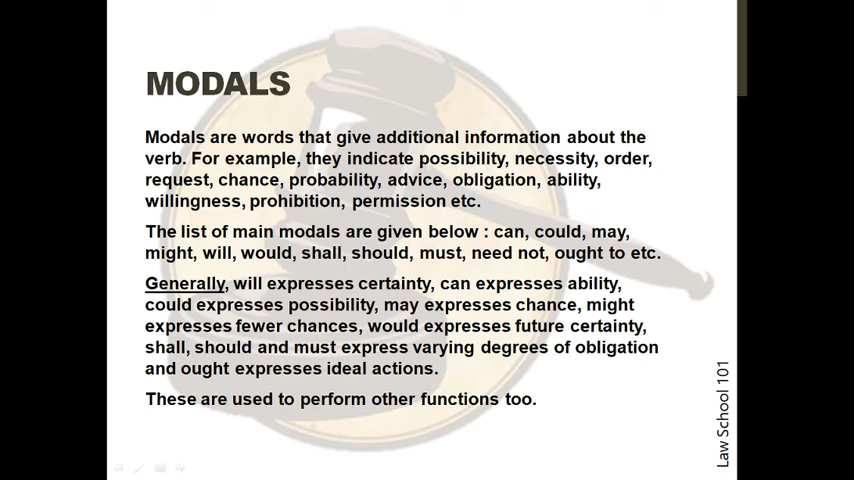 MODALS
Modals are words that give additional information about the
verb. For example, they indicate possibility, necessity, order,
request, chance, probability, advice, obligation, ability,
willingness, prohibition, permission etc.
The list of main modals are given below : can, could, may,
might, will, would, shall, should, must, need not, ought to etc.
Generally, will expresses certainty, can expresses ability,
could expresses possibility, may expresses chance, might
expresses fewer chances, would expresses future certainty,
shall, should and must express varying degrees of obligation
and ought expresses ideal actions.
These are used to perform other functions too.
Law School 101